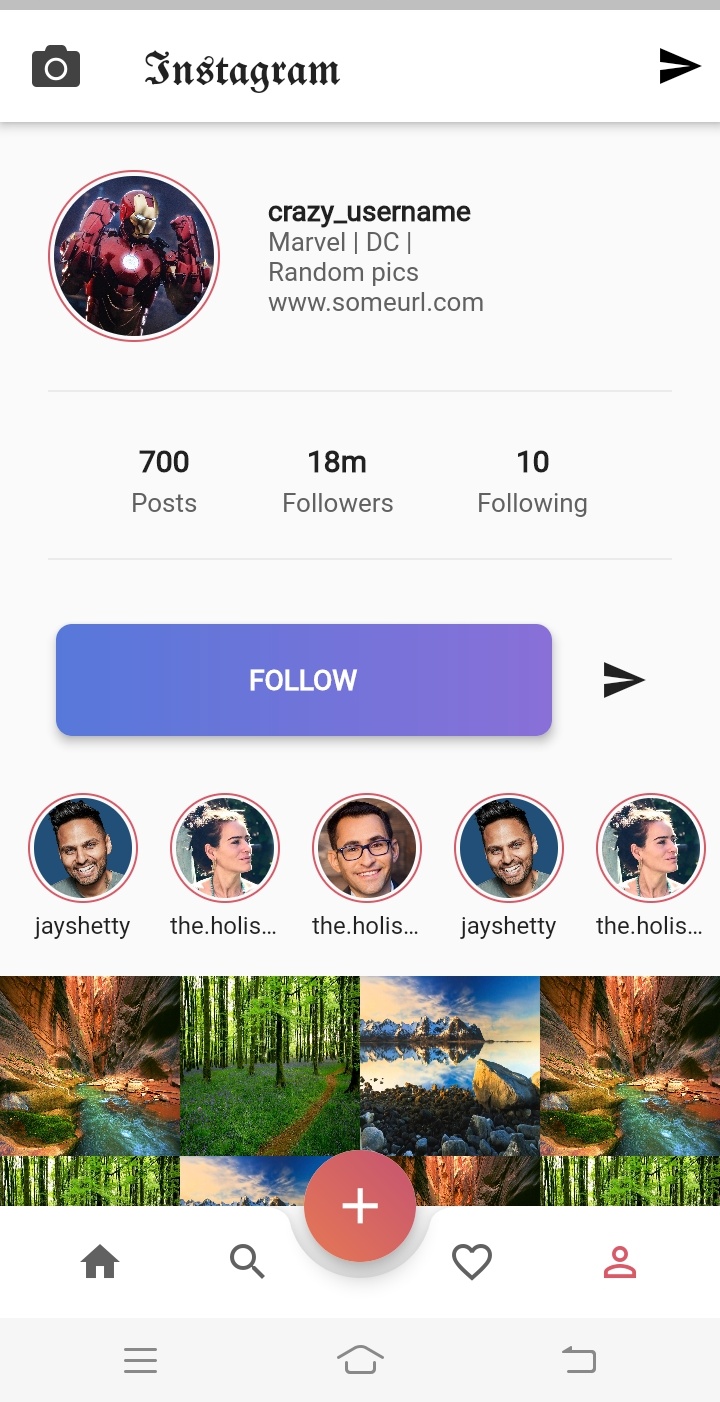 Instagram
crazy_username
Marvel | DC |
Random pics
www.someurl.com
700 18m 10
Posts Followers Following
FOLLOW
jayshetty the.holis... the.holis... jayshetty the.holis...